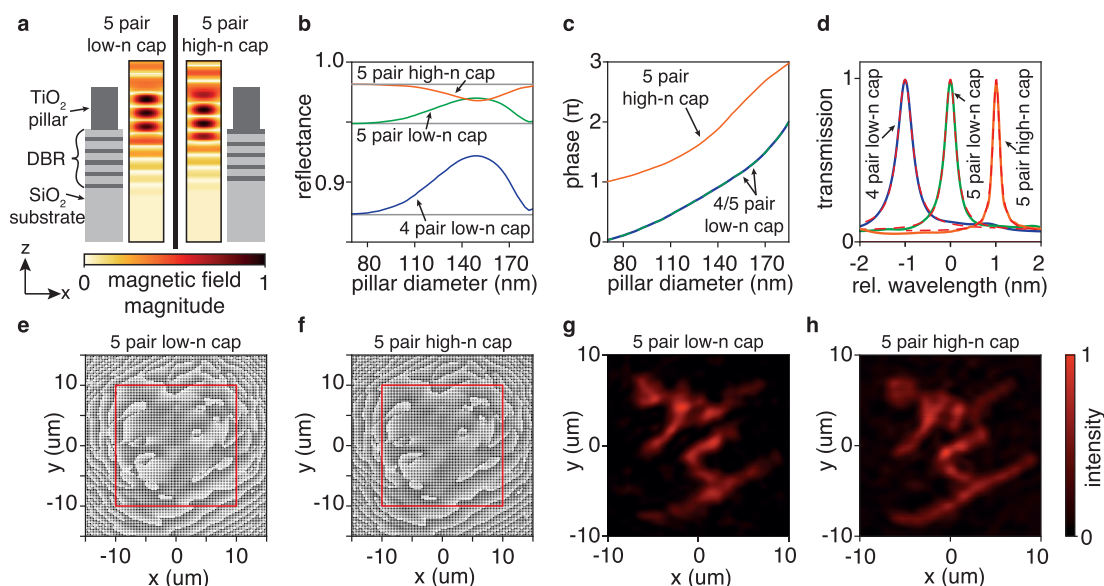 a
5 pair
low-n cap
5 pair
high-n cap
TiO2
pillar
DBR
SiO2
substrate
z
x
0
1
magnetic field
magnitude
b
1.0
0.9
reflectance
5 pair high-n cap
5 pair low-n cap
4 pair low-n cap
80
110
140
170
pillar diameter (nm)
c
3
2
1
0
phase (π)
5 pair
high-n cap
4/5 pair
low-n cap
80
110
140
170
pillar diameter (nm)
d
1
0
transmission
4 pair low-n cap
5 pair low-n cap
5 pair high-n cap
-2
-1
0
1
2
rel. wavelength (nm)
e
5 pair low-n cap
10
0
-10
y (um)
-10
0
10
x (um)
f
5 pair high-n cap
10
0
-10
y (um)
-10
0
10
x (um)
g
5 pair low-n cap
10
0
-10
y (um)
-10
0
10
x (um)
h
5 pair high-n cap
10
0
-10
y (um)
-10
0
10
x (um)
1
0
intensity